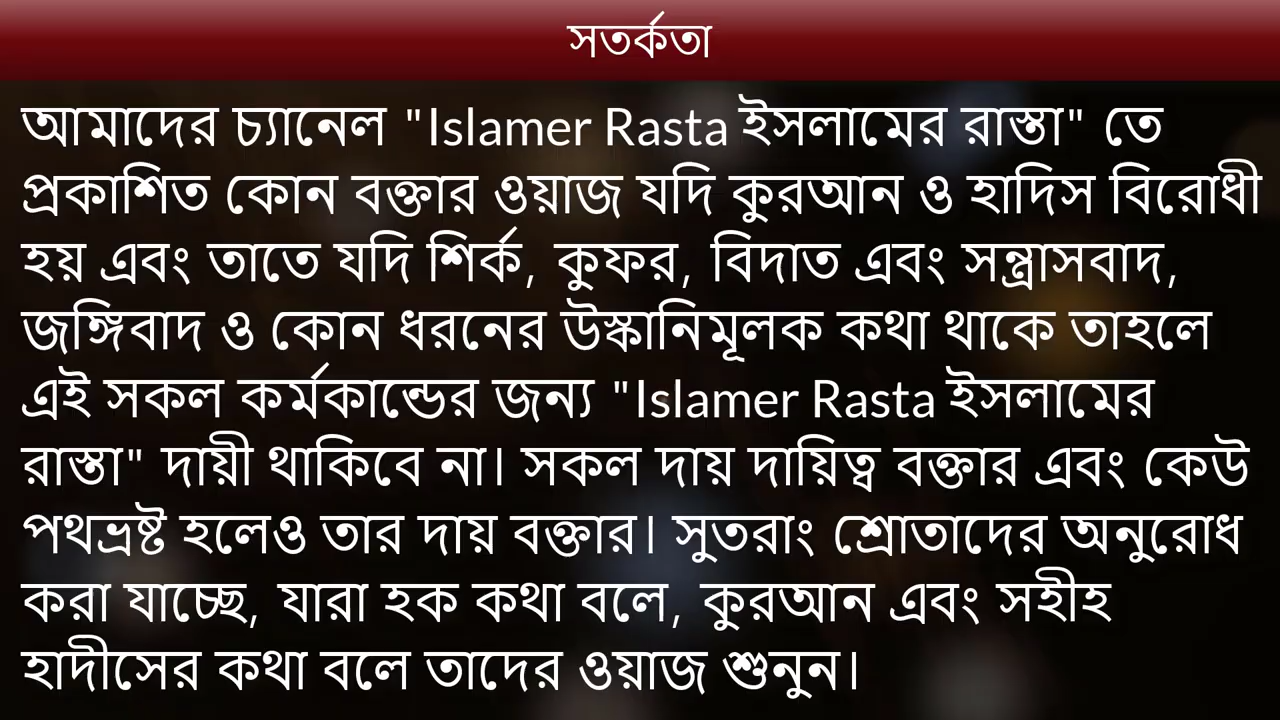 সতর্কতা
আমাদের চ্যানেল "Islamer Rasta ইসলামের রাস্তা" তে
প্রকাশিত কোন বক্তার ওয়াজ যদি কুরআন ও হাদিস বিরোধী
হয় এবং তাতে যদি শির্ক, কুফর, বিদাত এবং সন্ত্রাসবাদ,
জঙ্গিবাদ ও কোন ধরনের উস্কানিমূলক কথা থাকে তাহলে
এই সকল কর্মকান্ডের জন্য "Islamer Rasta ইসলামের
রাস্তা" দায়ী থাকিবে না। সকল দায় দায়িত্ব বক্তার এবং কেউ
পথভ্রষ্ট হলেও তার দায় বক্তার। সুতরাং শ্রোতাদের অনুরোধ
করা যাচ্ছে, যারা হক কথা বলে, কুরআন এবং সহীহ
হাদীসের কথা বলে তাদের ওয়াজ শুনুন।